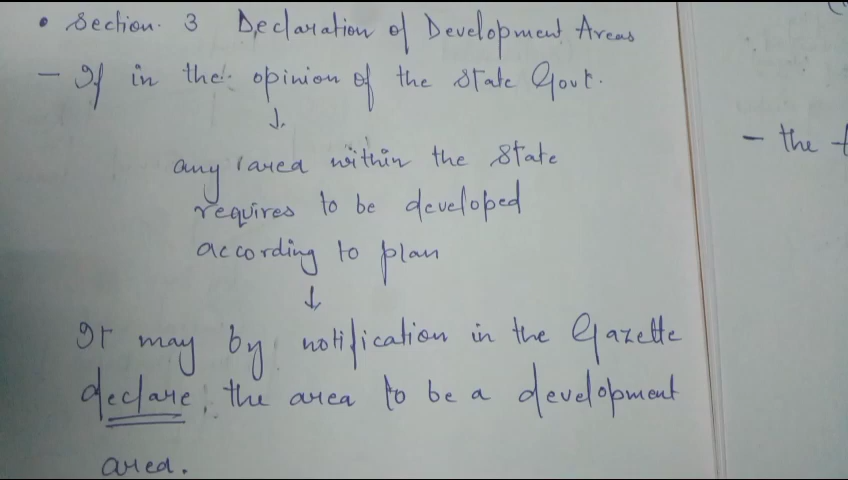 • Section. 3 Declaration of Development Areas
- If in the opinion of the State Govt.
↓
any area within the State
requires to be developed
according to plan
↓
It may by notification in the Gazette
declare, the area to be a development
area.
- the